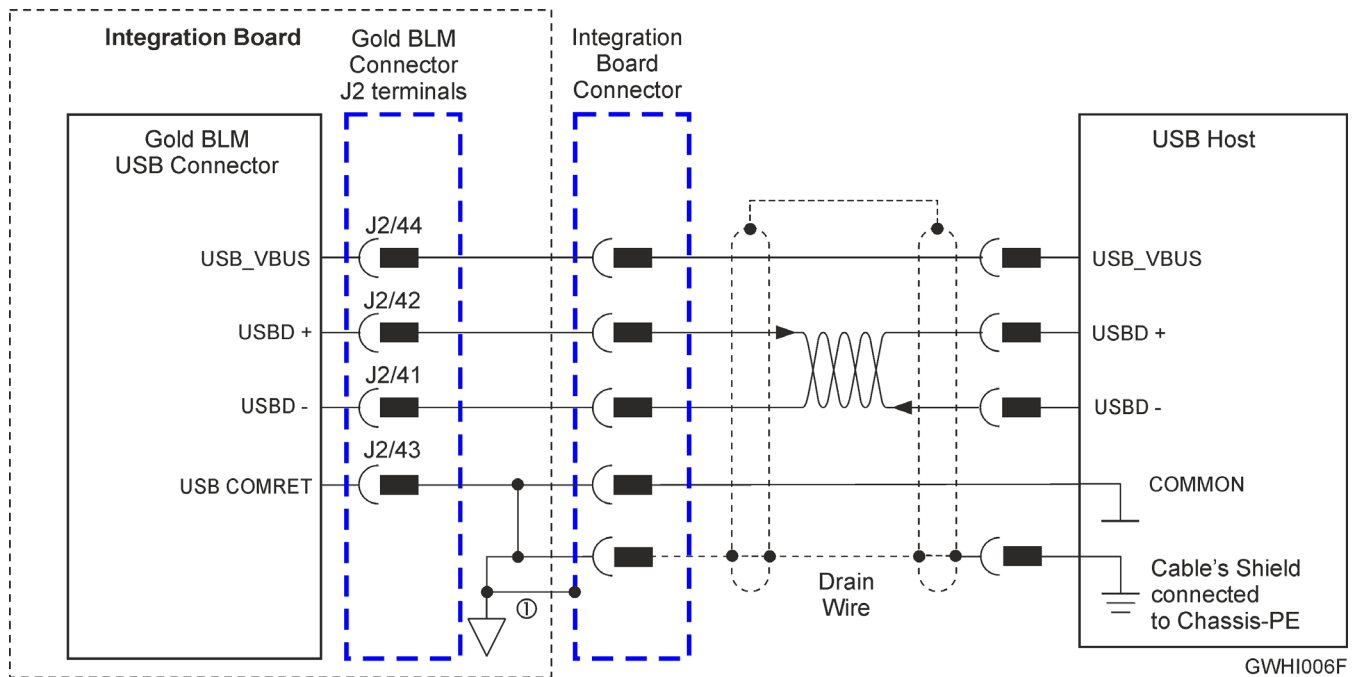 Integration Board
Gold BLM
Connector
J2 terminals
Integration
Board
Connector
Gold BLM
USB Connector
USB Host
J2/44
USB_VBUS
USB_VBUS
J2/42
USBD +
USBD +
J2/41
USBD -
USBD -
J2/43
USB COMRET
COMMON
Drain
Wire
Cable's Shield
connected
to Chassis-PE
①
GWHI006F